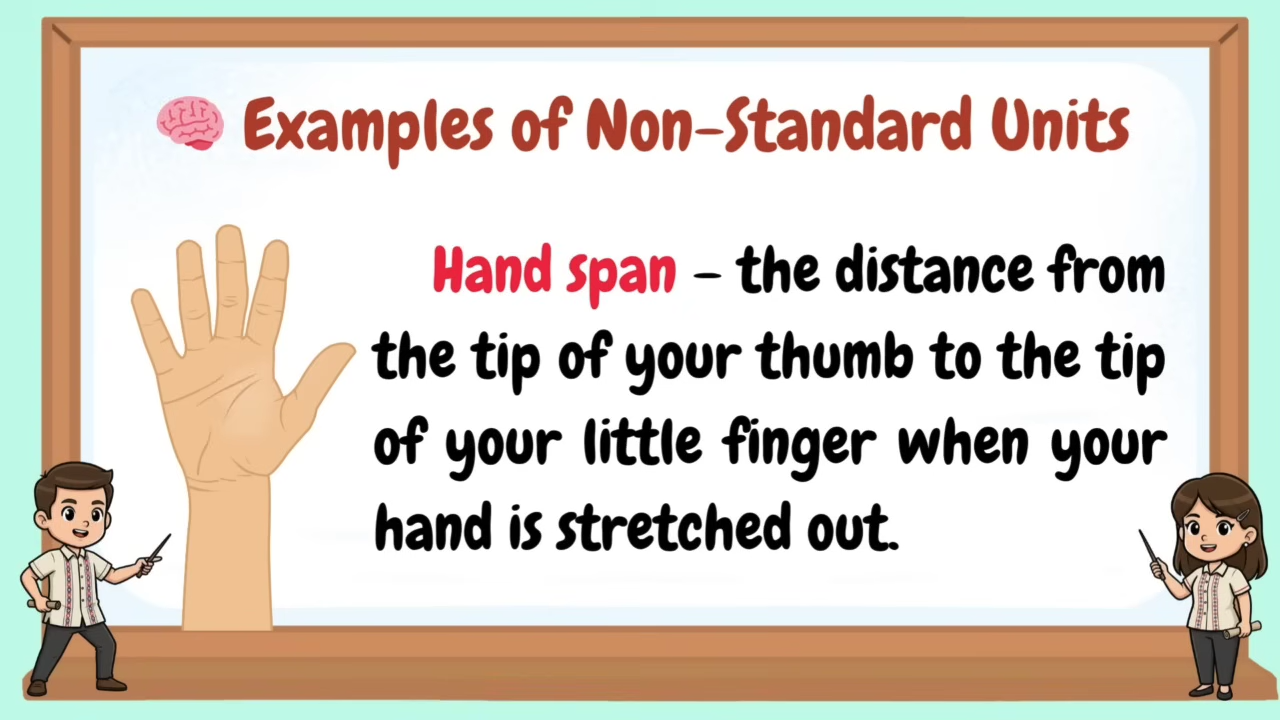 Examples of Non-Standard Units
Hand span - the distance from
the tip of your thumb to the tip
of your little finger when your
hand is stretched out.